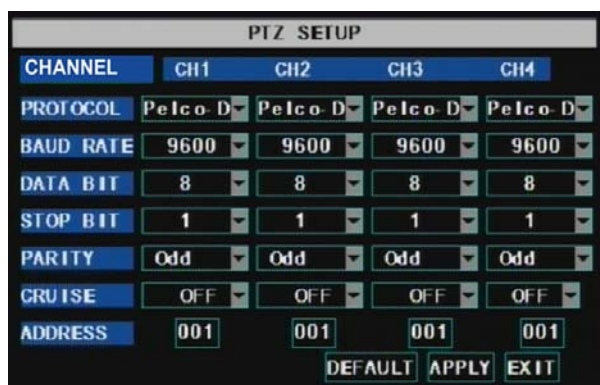 PTZ SETUP
CHANNEL CH1 CH2 CH3 CH4
PROTOCOL Pelco-D Pelco-D Pelco-D Pelco-D
BAUD RATE 9600 9600 9600 9600
DATA BIT 8 8 8 8
STOP BIT 1 1 1 1
PARITY Odd Odd Odd Odd
CRUISE OFF OFF OFF OFF
ADDRESS 001 001 001 001
DEFAULT APPLY EXIT